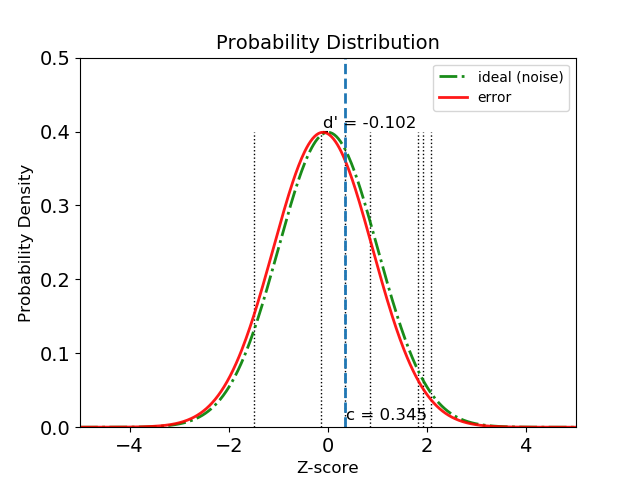 Probability Distribution
0.5
0.4
0.3
0.2
0.1
0.0
Probability Density
ideal (noise)
error
d' = -0.102
c = 0.345
−4
−2
0
2
4
Z-score